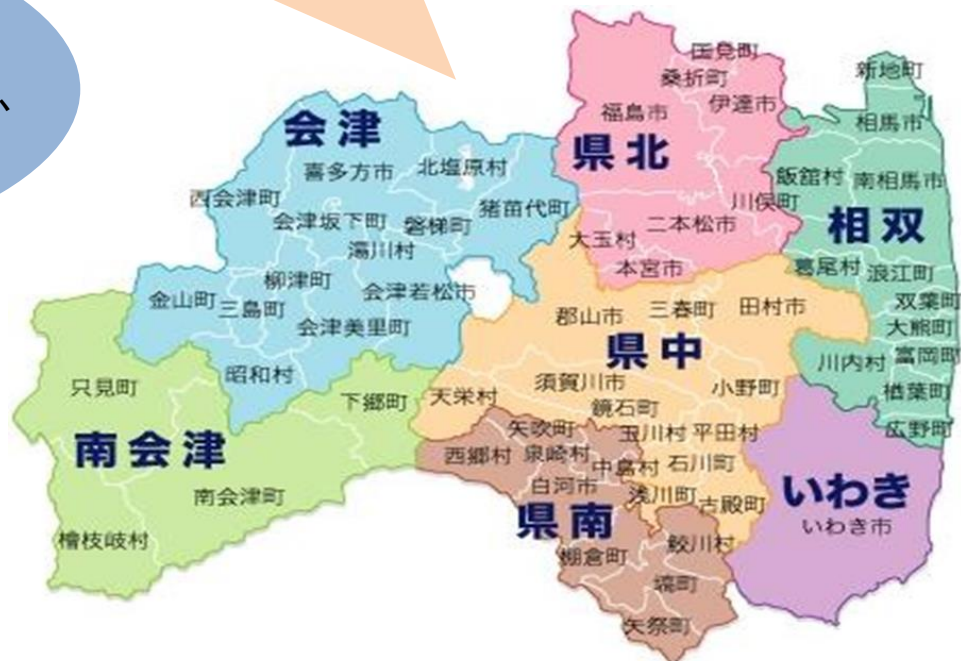 会津
喜多方市
北塩原村
西会津町
会津坂下町
磐梯町
猪苗代町
湯川村
柳津町
会津若松市
金山町
三島町
会津美里町
昭和村
県北
国見町
桑折町
伊達市
福島市
川俣町
二本松市
大玉村
本宮市
相双
新地町
相馬市
飯舘村
南相馬市
葛尾村
浪江町
双葉町
大熊町
川内村
富岡町
楢葉町
広野町
県中
郡山市
三春町
田村市
天栄村
須賀川市
小野町
鏡石町
玉川村
平田村
石川町
浅川町
古殿町
南会津
只見町
下郷町
南会津町
檜枝岐村
県南
矢吹町
西郷村
泉崎村
中島村
白河市
棚倉町
鮫川村
塙町
矢祭町
いわき
いわき市